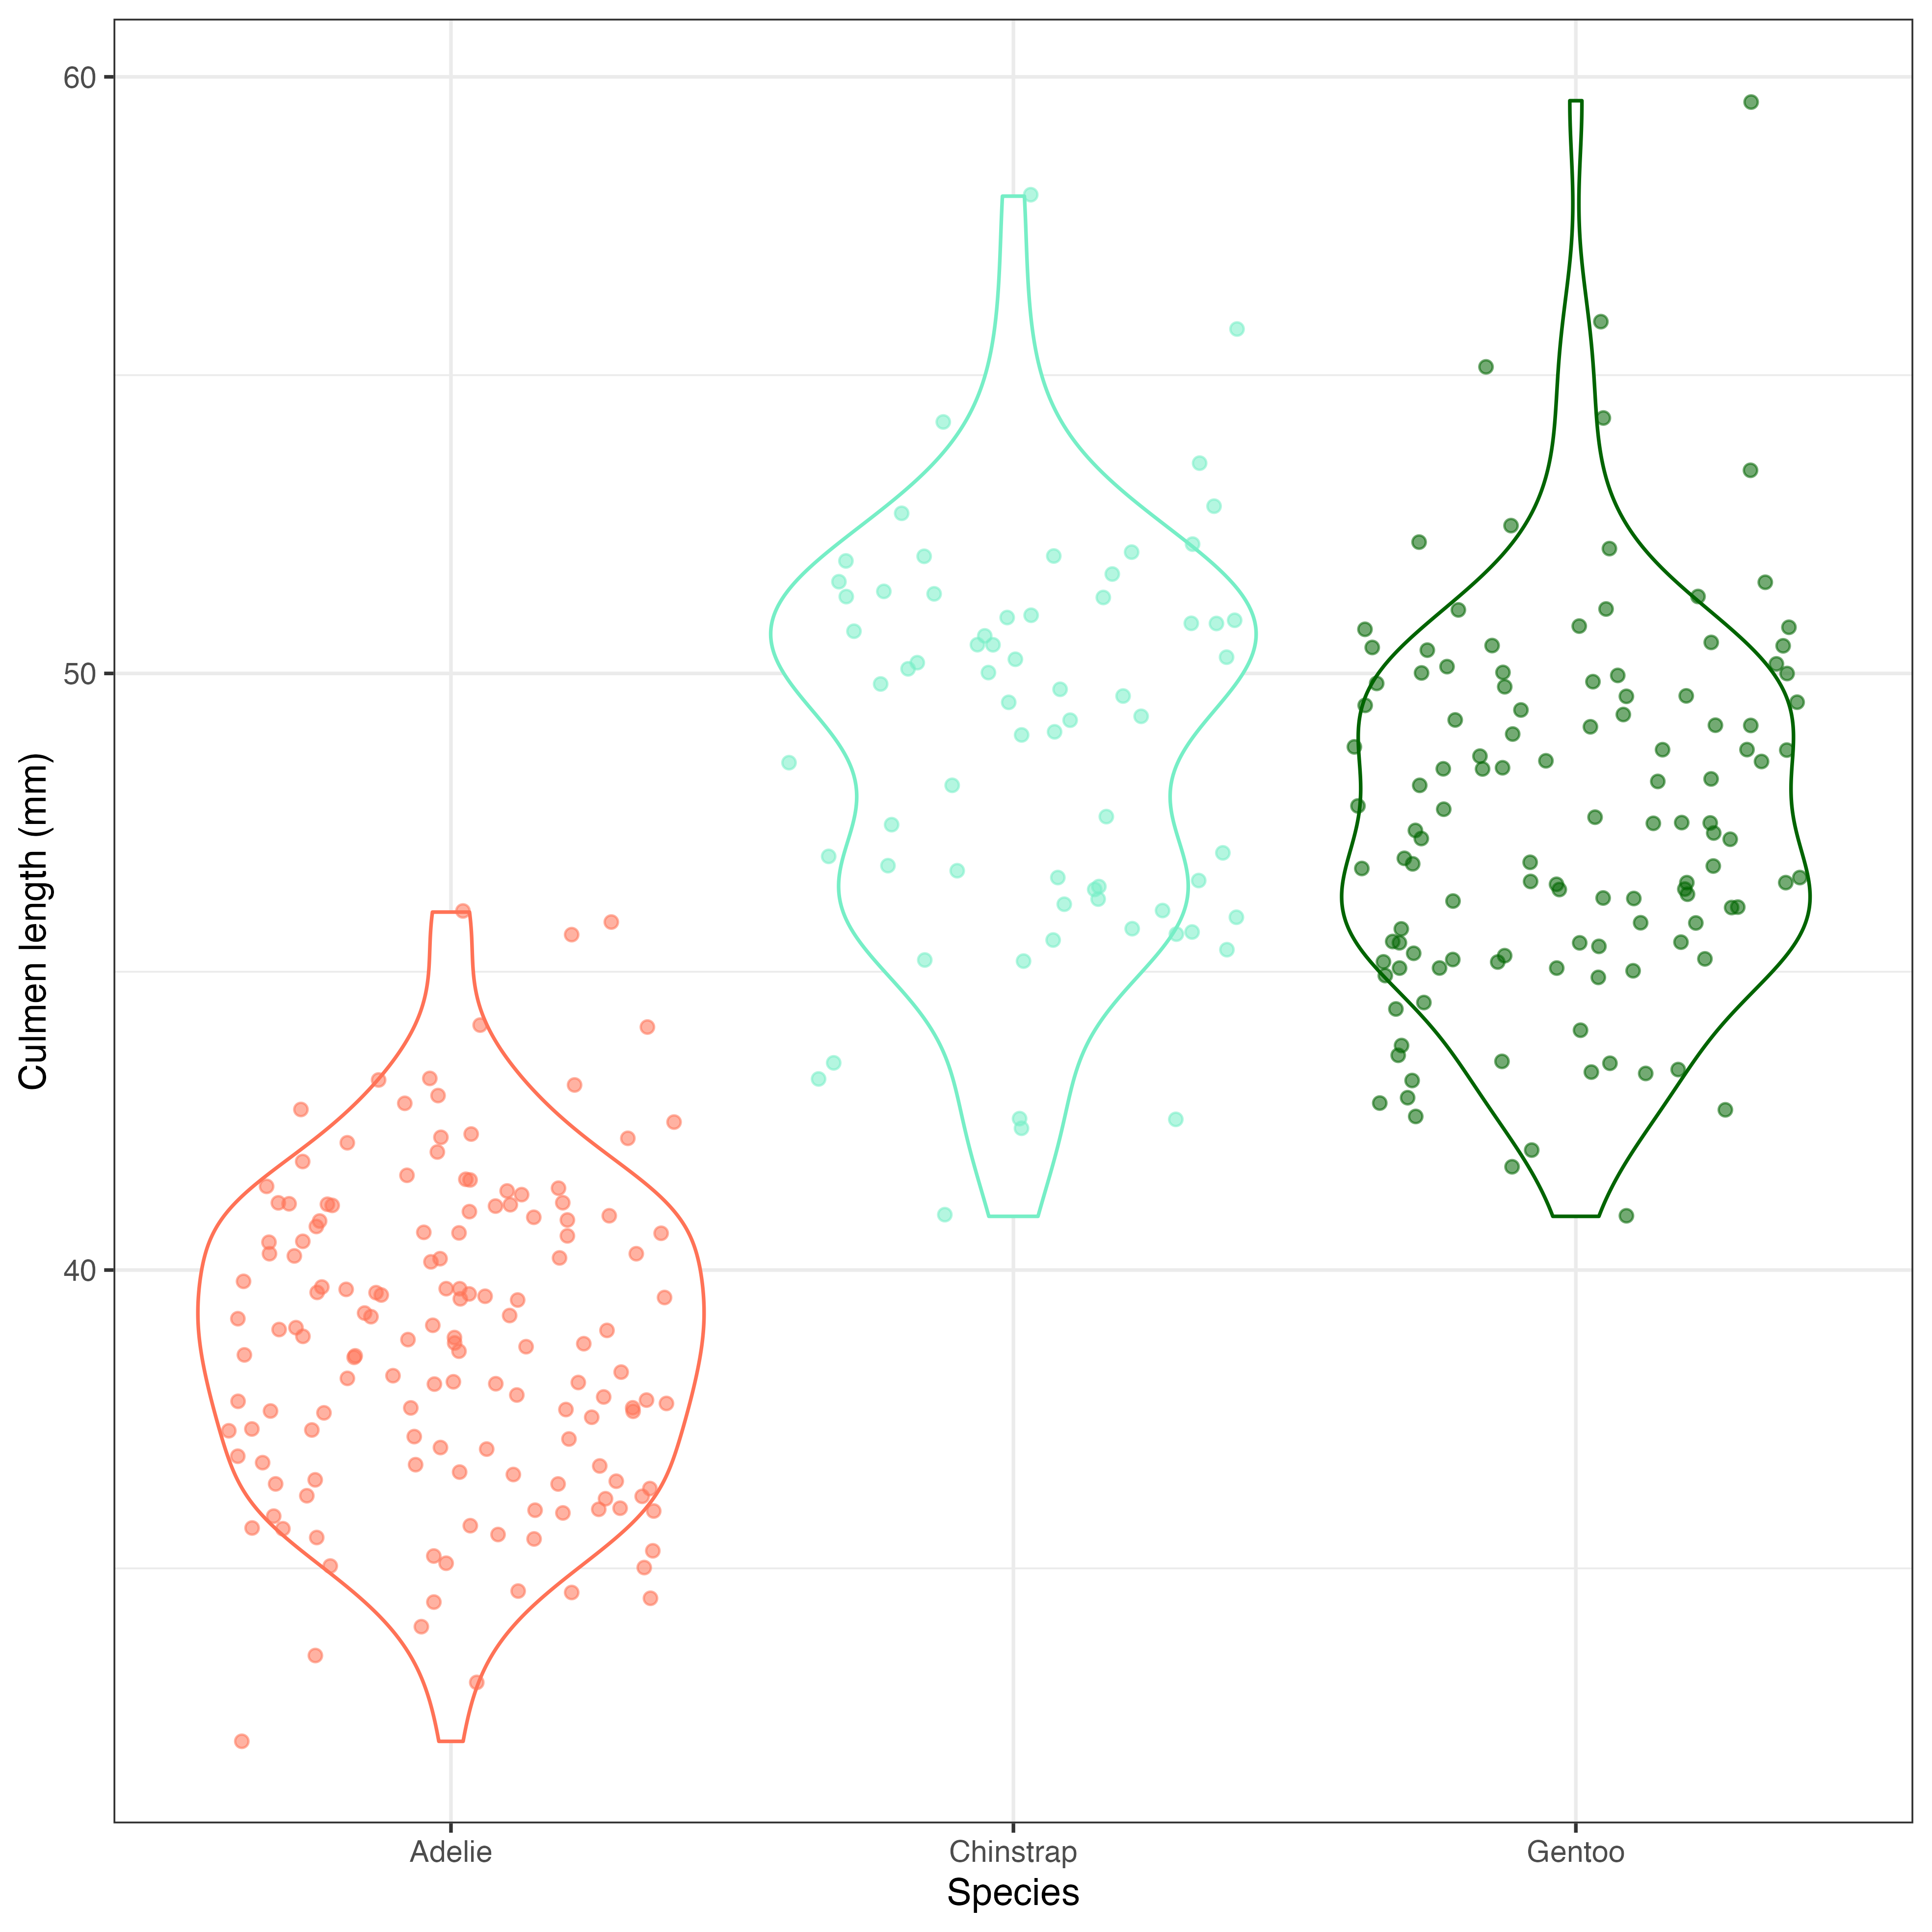 60
50
40
Culmen length (mm)
Adelie
Chinstrap
Gentoo
Species